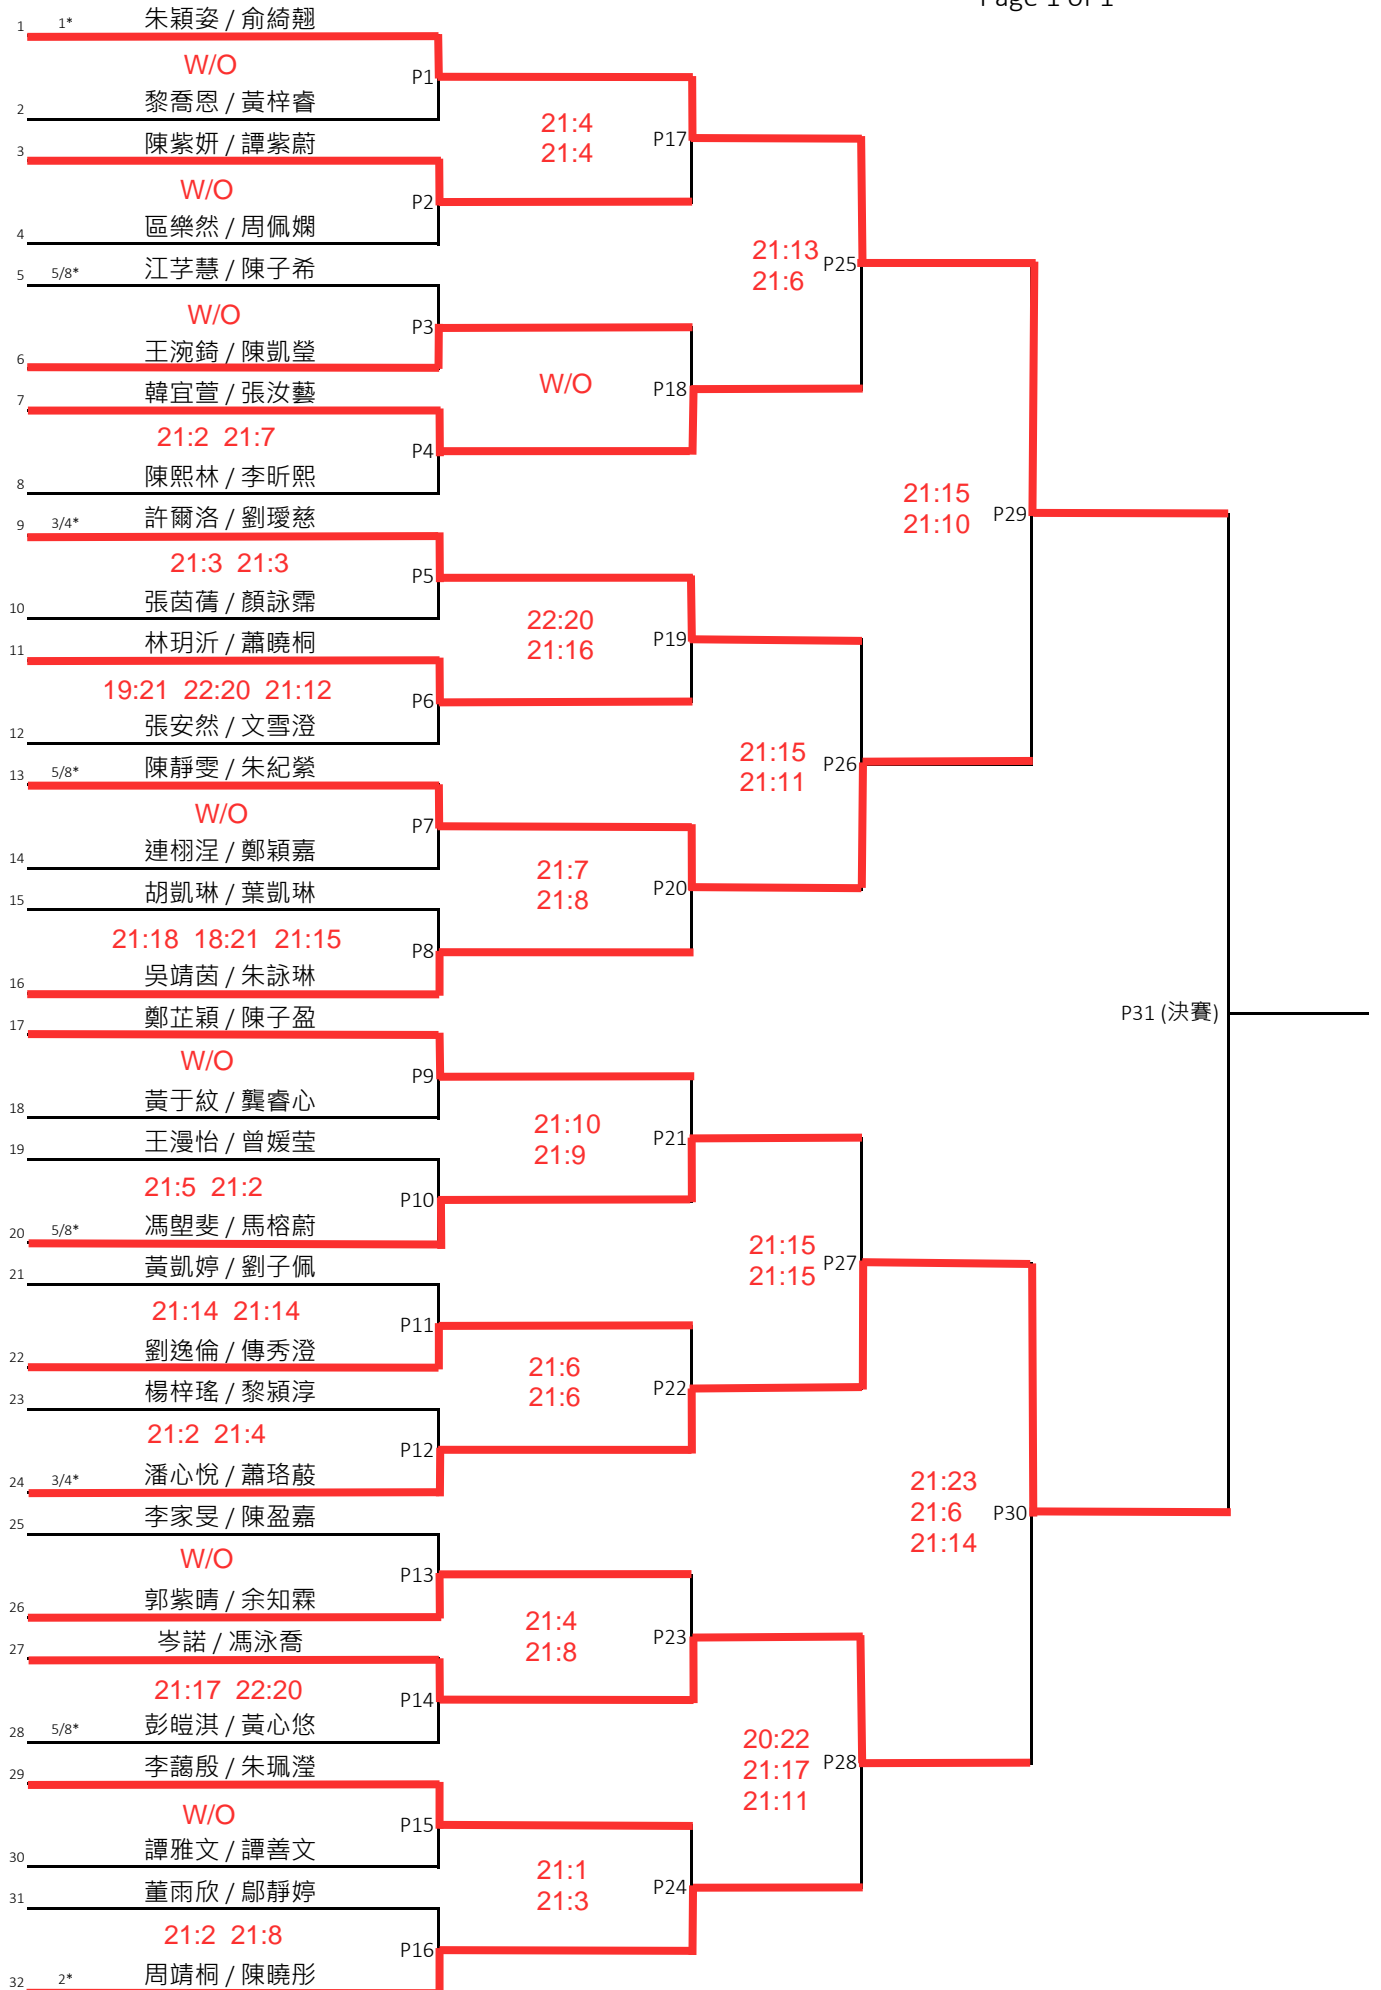 Page 1 of 1
1 1* 朱穎姿 / 俞綺翹
W/O
P1
2 黎喬恩 / 黃梓睿
21:4
21:4
P17
3 陳紫妍 / 譚紫蔚
W/O
P2
4 區樂然 / 周佩嫻
21:13
21:6
P25
5 5/8* 江芓慧 / 陳子希
W/O
P3
6 王涴錡 / 陳凱瑩
W/O
P18
7 韓宜萱 / 張汝藝
21:2 21:7
P4
8 陳熙林 / 李昕熙
21:15
21:10
P29
9 3/4* 許爾洛 / 劉璦慈
21:3 21:3
P5
10 張茵蒨 / 顏詠霈
22:20
21:16
P19
11 林玥沂 / 蕭曉桐
19:21 22:20 21:12
P6
12 張安然 / 文雪澄
21:15
21:11
P26
13 5/8* 陳靜雯 / 朱紀縈
W/O
P7
14 連栩浧 / 鄭穎嘉
21:7
21:8
P20
15 胡凱琳 / 葉凱琳
21:18 18:21 21:15
P8
16 吳靖茵 / 朱詠琳
P31 (決賽)
17 鄭芷穎 / 陳子盈
W/O
P9
18 黃于紋 / 龔睿心
21:10
21:9
P21
19 王漫怡 / 曾媛莹
21:5 21:2
P10
20 5/8* 馮塱斐 / 馬榕蔚
21:15
21:15
P27
21 黃凱婷 / 劉子佩
21:14 21:14
P11
22 劉逸倫 / 傳秀澄
21:6
21:6
P22
23 楊梓瑤 / 黎潁淳
21:2 21:4
P12
24 3/4* 潘心悅 / 蕭珞蔎
21:23
21:6
21:14
P30
25 李家旻 / 陳盈嘉
W/O
P13
26 郭紫晴 / 余知霖
21:4
21:8
P23
27 岑諾 / 馮泳喬
21:17 22:20
P14
28 5/8* 彭皚淇 / 黃心悠
20:22
21:17
21:11
P28
29 李藹殷 / 朱珮瀅
W/O
P15
30 譚雅文 / 譚善文
21:1
21:3
P24
31 董雨欣 / 鄔靜婷
21:2 21:8
P16
32 2* 周靖桐 / 陳曉彤